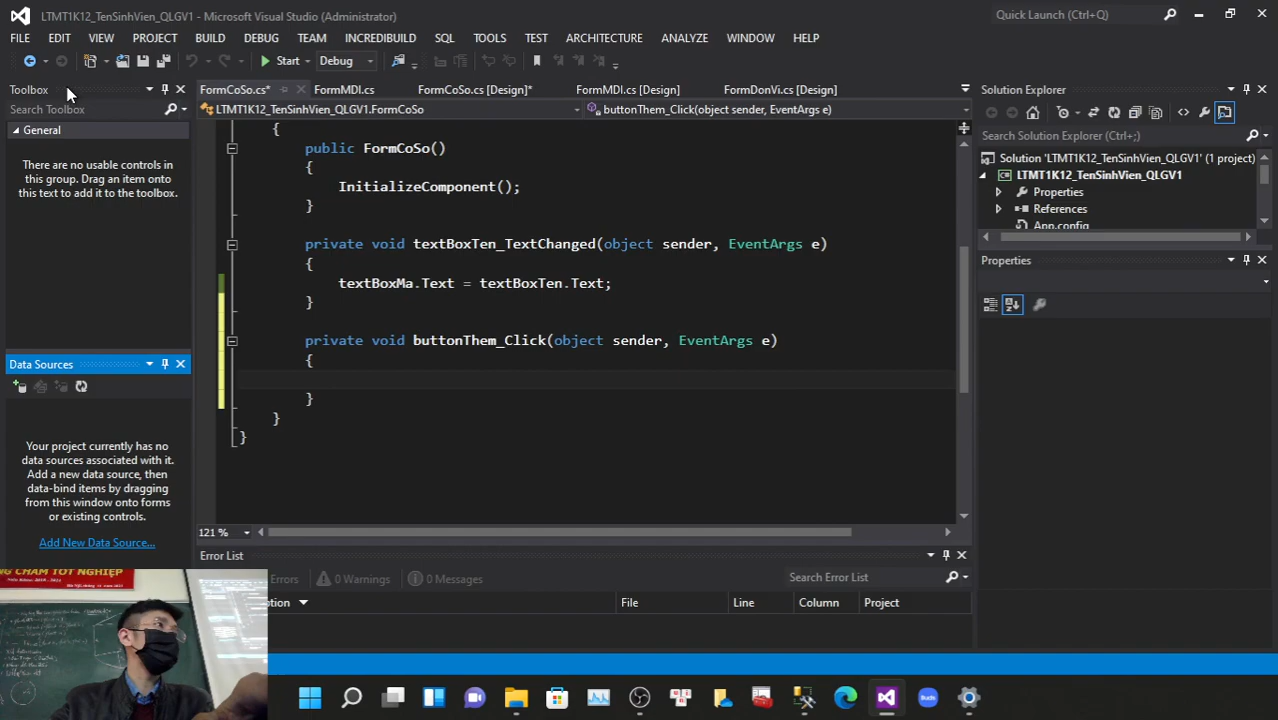 LTMT1K12_TenSinhVien_QLGV1 - Microsoft Visual Studio (Administrator)
Quick Launch (Ctrl+Q)
FILE EDIT VIEW PROJECT BUILD DEBUG TEAM INCREDIBUILD SQL TOOLS TEST ARCHITECTURE ANALYZE WINDOW HELP
Start Debug
Toolbox
FormCoSo.cs* FormMDI.cs FormCoSo.cs [Design]* FormMDI.cs [Design] FormDonVi.cs [Design]
Solution Explorer
Search Toolbox
LTMT1K12_TenSinhVien_QLGV1.FormCoSo
buttonThem_Click(object sender, EventArgs e)
General
There are no usable controls in
this group. Drag an item onto
this text to add it to the toolbox.
{
public FormCoSo()
{
InitializeComponent();
}
private void textBoxTen_TextChanged(object sender, EventArgs e)
{
textBoxMa.Text = textBoxTen.Text;
}
private void buttonThem_Click(object sender, EventArgs e)
{
}
}
}
Search Solution Explorer (Ctrl+;)
Solution 'LTMT1K12_TenSinhVien_QLGV1' (1 project)
LTMT1K12_TenSinhVien_QLGV1
Properties
References
App.config
Properties
Data Sources
Your project currently has no
data sources associated with it.
Add a new data source, then
data-bind items by dragging
from this window onto forms
or existing controls.
Add New Data Source...
121 %
Error List
Errors 0 Warnings 0 Messages
Search Error List
ption File Line Column Project
NG CHẤM TỐT NGHIỆP